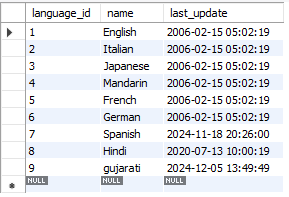 language_id name last_update
1 English 2006-02-15 05:02:19
2 Italian 2006-02-15 05:02:19
3 Japanese 2006-02-15 05:02:19
4 Mandarin 2006-02-15 05:02:19
5 French 2006-02-15 05:02:19
6 German 2006-02-15 05:02:19
7 Spanish 2024-11-18 20:26:00
8 Hindi 2020-07-13 10:00:19
9 gujarati 2024-12-05 13:49:49
NULL NULL NULL